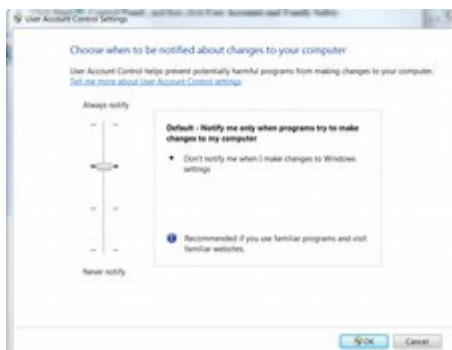 User Account Control Settings
Choose when to be notified about changes to your computer
User Account Control helps prevent potentially harmful programs from making changes to your computer.
Tell me more about User Account Control settings
Always notify
Default - Notify me only when programs try to make
changes to my computer
• Don't notify me when I make changes to Windows
settings
Recommended if you use familiar programs and visit
familiar websites.
Never notify
OK Cancel